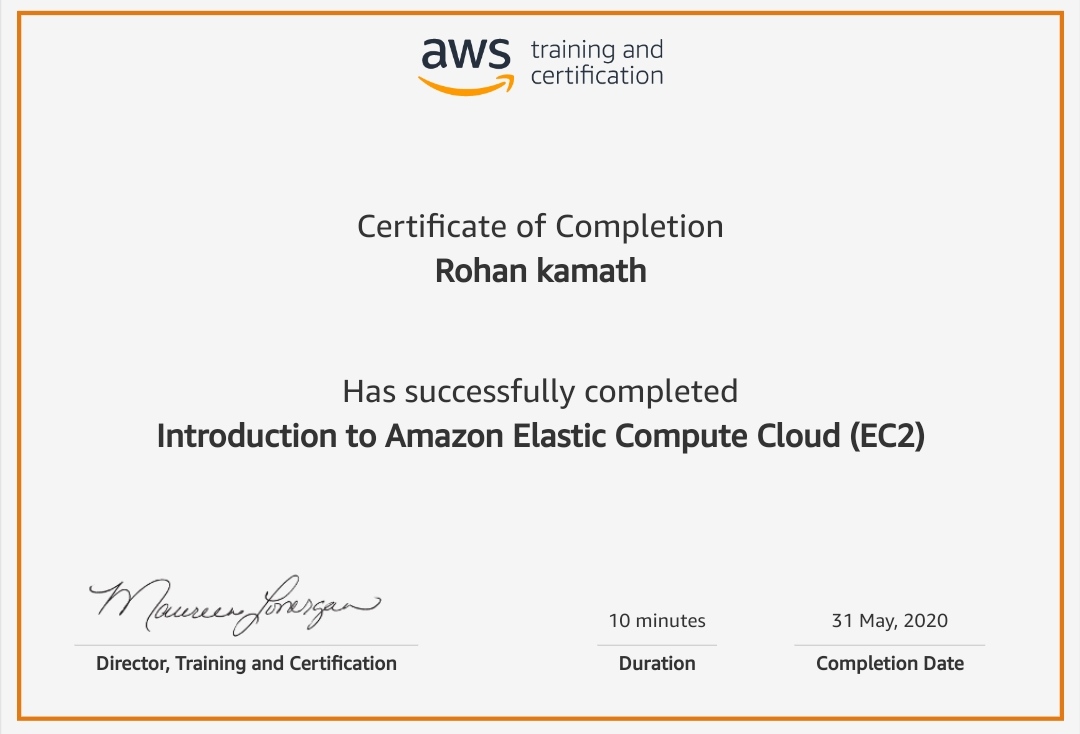 aws training and
certification
Certificate of Completion
Rohan kamath
Has successfully completed
Introduction to Amazon Elastic Compute Cloud (EC2)
Maureen Lonergan
10 minutes
31 May, 2020
Director, Training and Certification
Duration
Completion Date